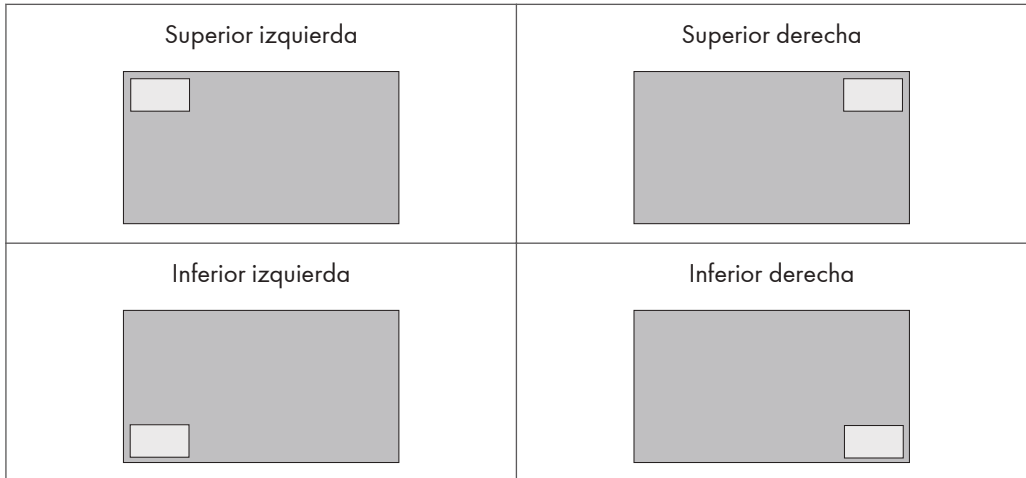 Superior izquierda
Superior derecha
Inferior izquierda
Inferior derecha